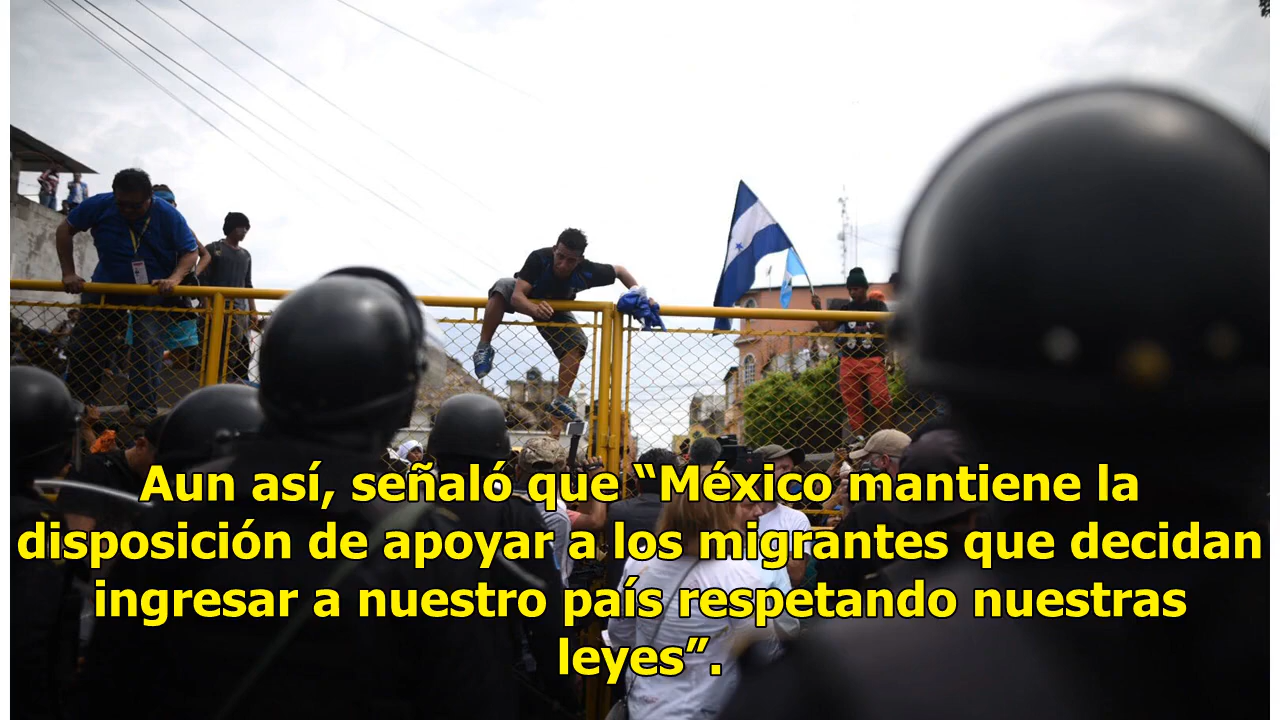 Aun así, señaló que “México mantiene la
disposición de apoyar a los migrantes que decidan
ingresar a nuestro país respetando nuestras
leyes”.